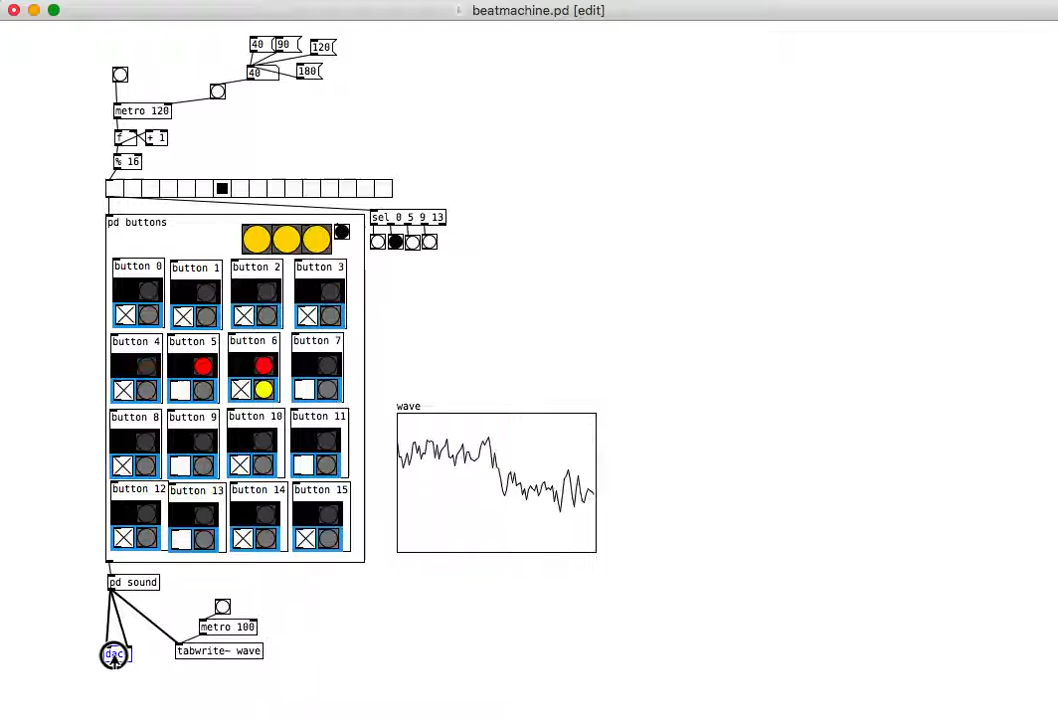 beatmachine.pd [edit]
40
90
120
40
180
metro 120
f
+ 1
% 16
pd buttons
sel 0 5 9 13
button 0
button 1
button 2
button 3
button 4
button 5
button 6
button 7
button 8
button 9
button 10
button 11
button 12
button 13
button 14
button 15
wave
pd sound
metro 100
dac
tabwrite~ wave